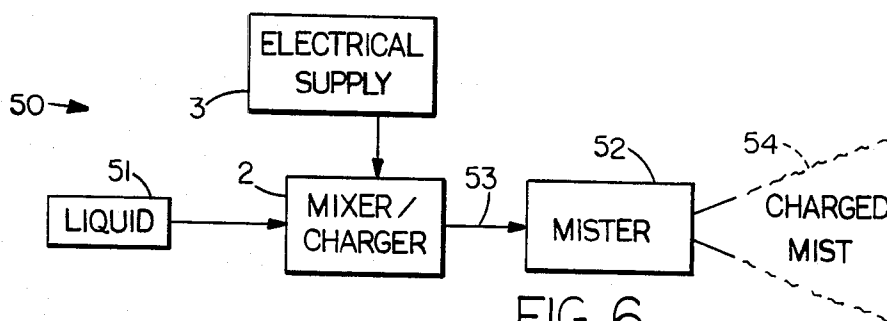 ELECTRICAL
SUPPLY
3
50
51
LIQUID
2
MIXER/
CHARGER
53
52
MISTER
54
CHARGED
MIST
FIG. 6